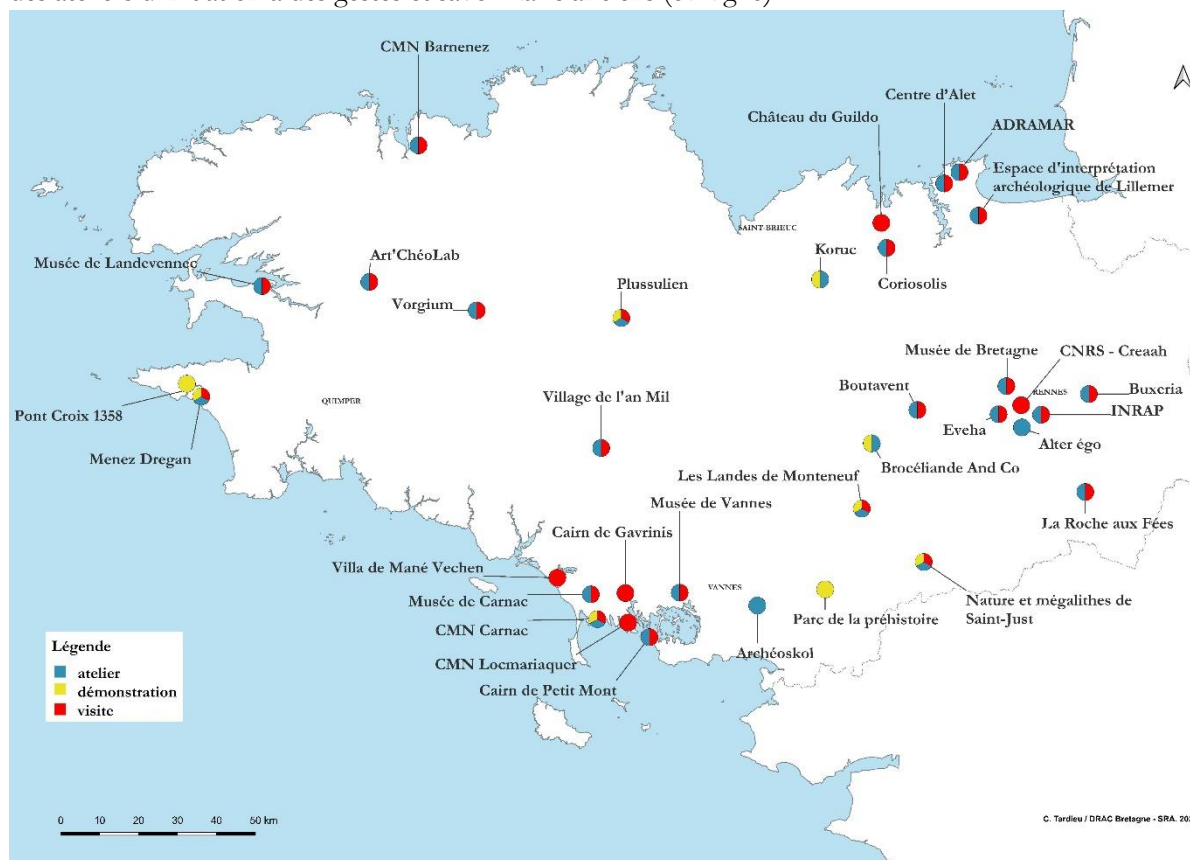 CMN Barnenez
Centre d'Alet
Château du Guildo
ADRAMAR
Espace d'interprétation
archéologique de Lillemer
SAINT-BRIEUC
Koruc
Coriosolis
Musée de Landevennec
Art'ChéoLab
Vorgium
Plussulien
Musée de Bretagne
CNRS - Creaah
RENNES
Buxeria
Boutavent
INRAP
Eveha
Alter égo
Pont Croix 1358
QUIMPER
Menez Dregan
Village de l'an Mil
Brocéliande And Co
Les Landes de Monteneuf
La Roche aux Fées
Musée de Vannes
Cairn de Gavrinis
Villa de Mané Vechen
VANNES
Musée de Carnac
Parc de la préhistoire
Nature et mégalithes de
Saint-Just
CMN Carnac
Archéoskol
CMN Locmariaquer
Cairn de Petit Mont
Légende
atelier
démonstration
visite
0 10 20 30 40 50 km
C. Tardieu / DRAC Bretagne - SRA.